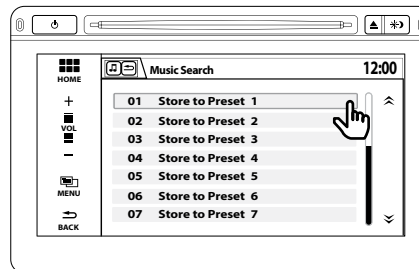 HOME
+
VOL
−
MENU
BACK
Music Search
12:00
01 Store to Preset 1
02 Store to Preset 2
03 Store to Preset 3
04 Store to Preset 4
05 Store to Preset 5
06 Store to Preset 6
07 Store to Preset 7